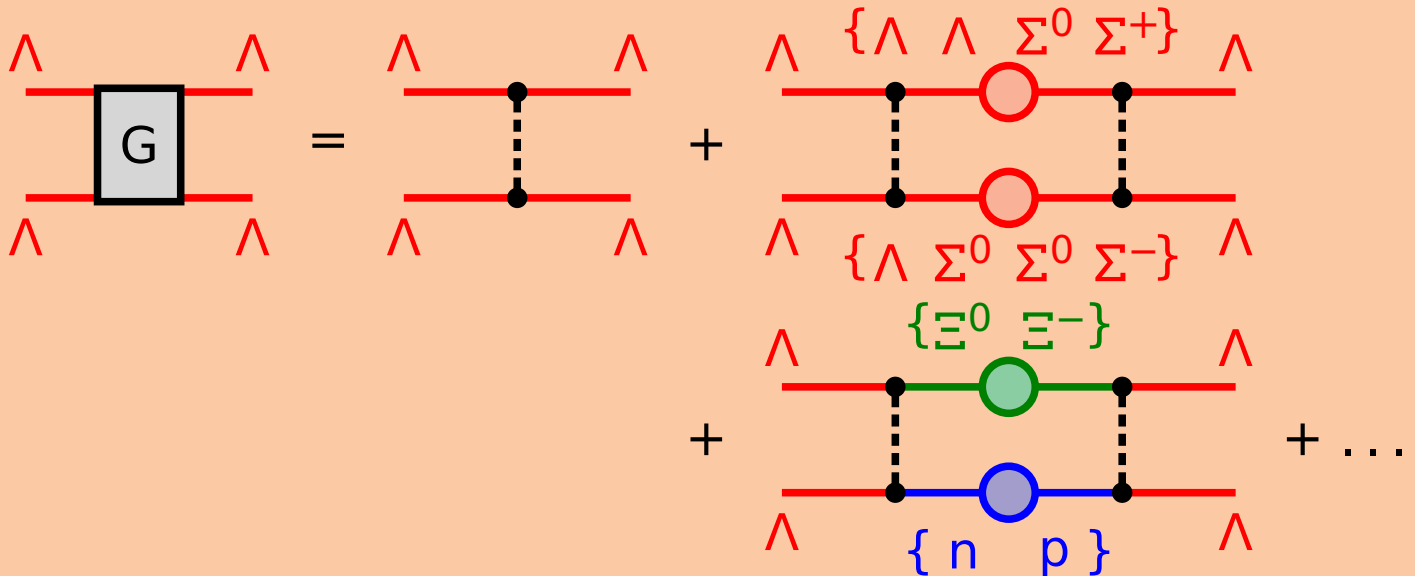 {Λ Λ Σ⁰ Σ⁺}
Λ Λ Λ Λ Λ Λ
G = + 
Λ Λ Λ Λ Λ Λ
{Λ Σ⁰ Σ⁰ Σ⁻}
{Ξ⁰ Ξ⁻}
Λ Λ
+ + ...
Λ Λ
{ n p }